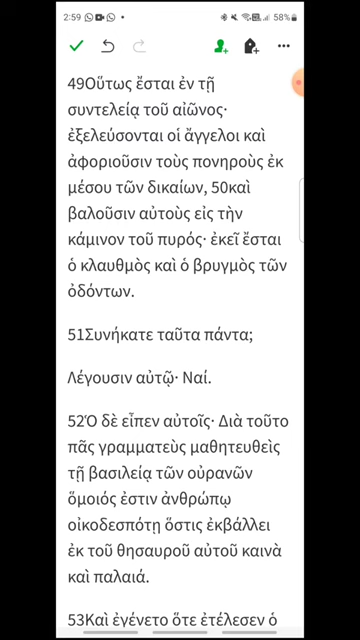 2:59
58%
49Οὕτως ἔσται ἐν τῇ
συντελείᾳ τοῦ αἰῶνος·
ἐξελεύσονται οἱ ἄγγελοι καὶ
ἀφοριοῦσιν τοὺς πονηροὺς ἐκ
μέσου τῶν δικαίων, 50καὶ
βαλοῦσιν αὐτοὺς εἰς τὴν
κάμινον τοῦ πυρός· ἐκεῖ ἔσται
ὁ κλαυθμὸς καὶ ὁ βρυγμὸς τῶν
ὀδόντων.
51Συνήκατε ταῦτα πάντα;
Λέγουσιν αὐτῷ· Ναί.
52Ὁ δὲ εἶπεν αὐτοῖς· Διὰ τοῦτο
πᾶς γραμματεὺς μαθητευθεὶς
τῇ βασιλείᾳ τῶν οὐρανῶν
ὅμοιός ἐστιν ἀνθρώπῳ
οἰκοδεσπότῃ ὅστις ἐκβάλλει
ἐκ τοῦ θησαυροῦ αὐτοῦ καινὰ
καὶ παλαιά.
53Καὶ ἐγένετο ὅτε ἐτέλεσεν ὁ